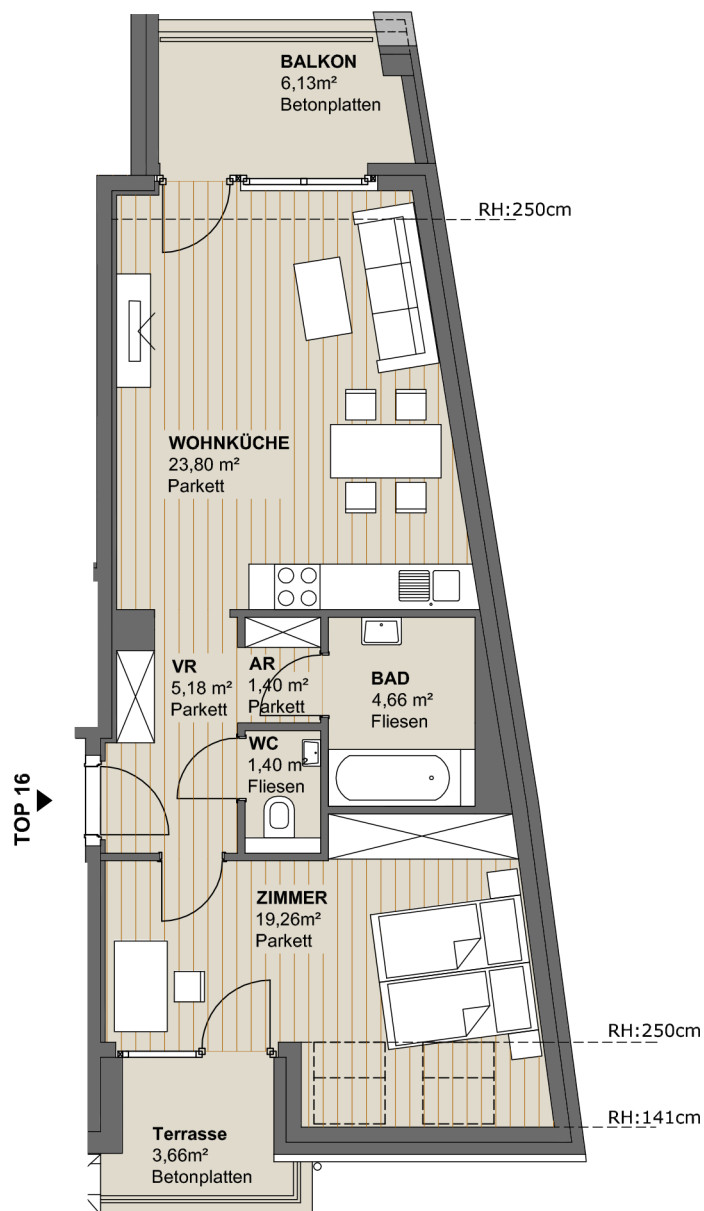 BALKON
6,13m²
Betonplatten
RH:250cm
WOHNKÜCHE
23,80 m²
Parkett
VR
5,18 m²
Parkett
AR
1,40 m²
Parkett
BAD
4,66 m²
Fliesen
WC
1,40 m²
Fliesen
TOP 16
ZIMMER
19,26m²
Parkett
RH:250cm
RH:141cm
Terrasse
3,66m²
Betonplatten